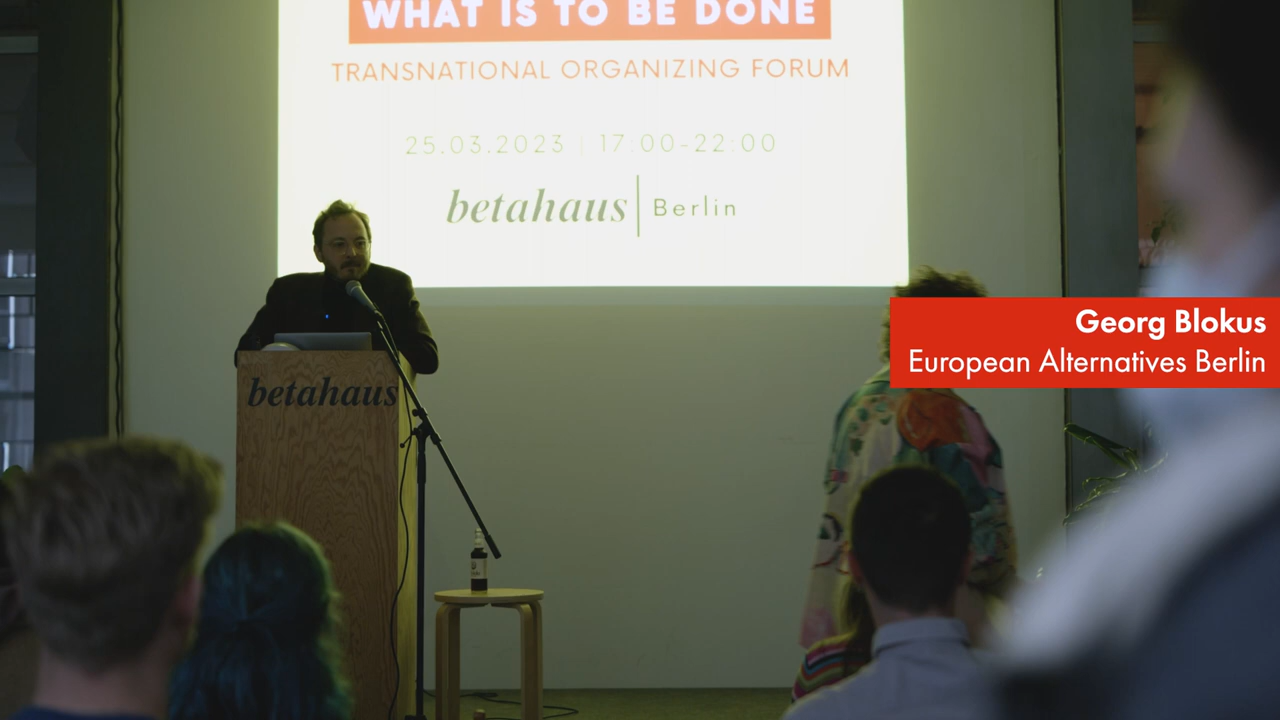 WHAT IS TO BE DONE
TRANSNATIONAL ORGANIZING FORUM
25.03.2023 | 17.00-22:00
betahaus | Berlin
Georg Blokus
European Alternatives Berlin
betahaus